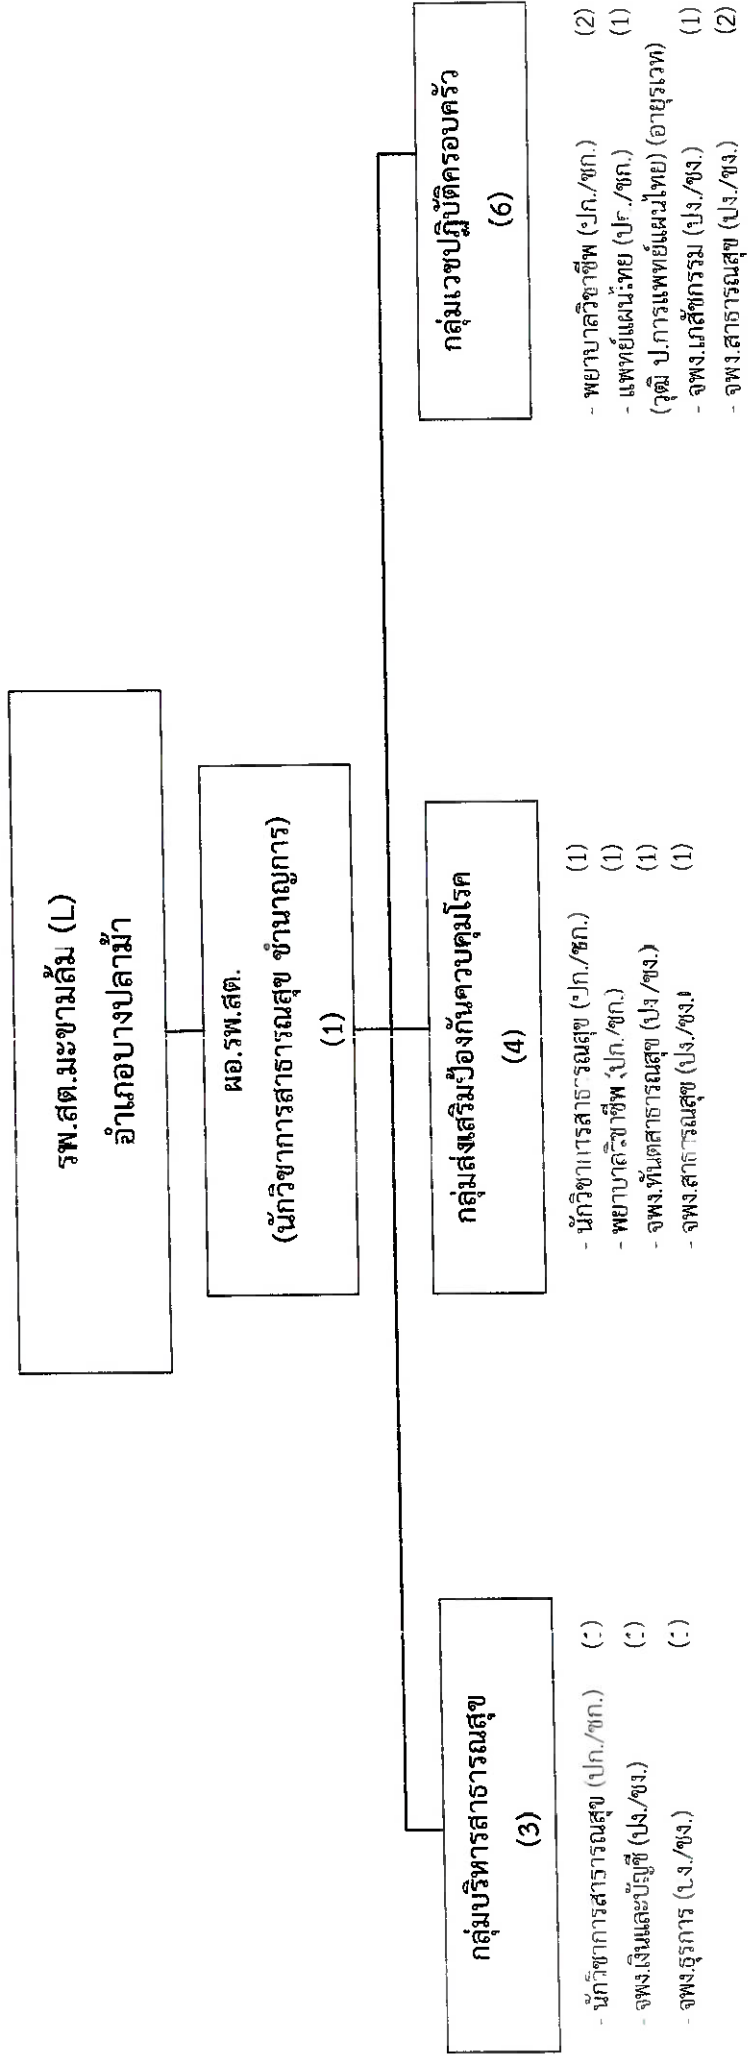 รพ.สต.มะขามล้ม (L)
อำเภอบางปลาม้า
ผอ.รพ.สต.
(นักวิชาการสาธารณสุข ชำนาญการ)
(1)
กลุ่มบริหารสาธารณสุข
(3)
- นักวิชาการสาธารณสุข (ปก./ชก.)
- จพง.เงินและบัญชี (ปง./ชง.)
- จพง.ธุรการ (ปง./ชง.)
กลุ่มส่งเสริมป้องกันควบคุมโรค
(4)
- นักวิชาการสาธารณสุข (ปก./ชก.) (1)
- พยาบาลวิชาชีพ (ปก./ชก.) (1)
- จพง.ทันตสาธารณสุข (ปง./ชง.) (1)
- จพง.สาธารณสุข (ปง./ชง.) (1)
กลุ่มเวชปฏิบัติครอบครัว
(6)
- พยาบาลวิชาชีพ (ปก./ชก.) (2)
- แพทย์แผนไทย (ปก./ชก.) (1)
(วุฒิ ป.การแพทย์แผนไทย) (อายุรเวท)
- จพง.เภสัชกรรม (ปง./ชง.) (1)
- จพง.สาธารณสุข (ปง./ชง.) (2)